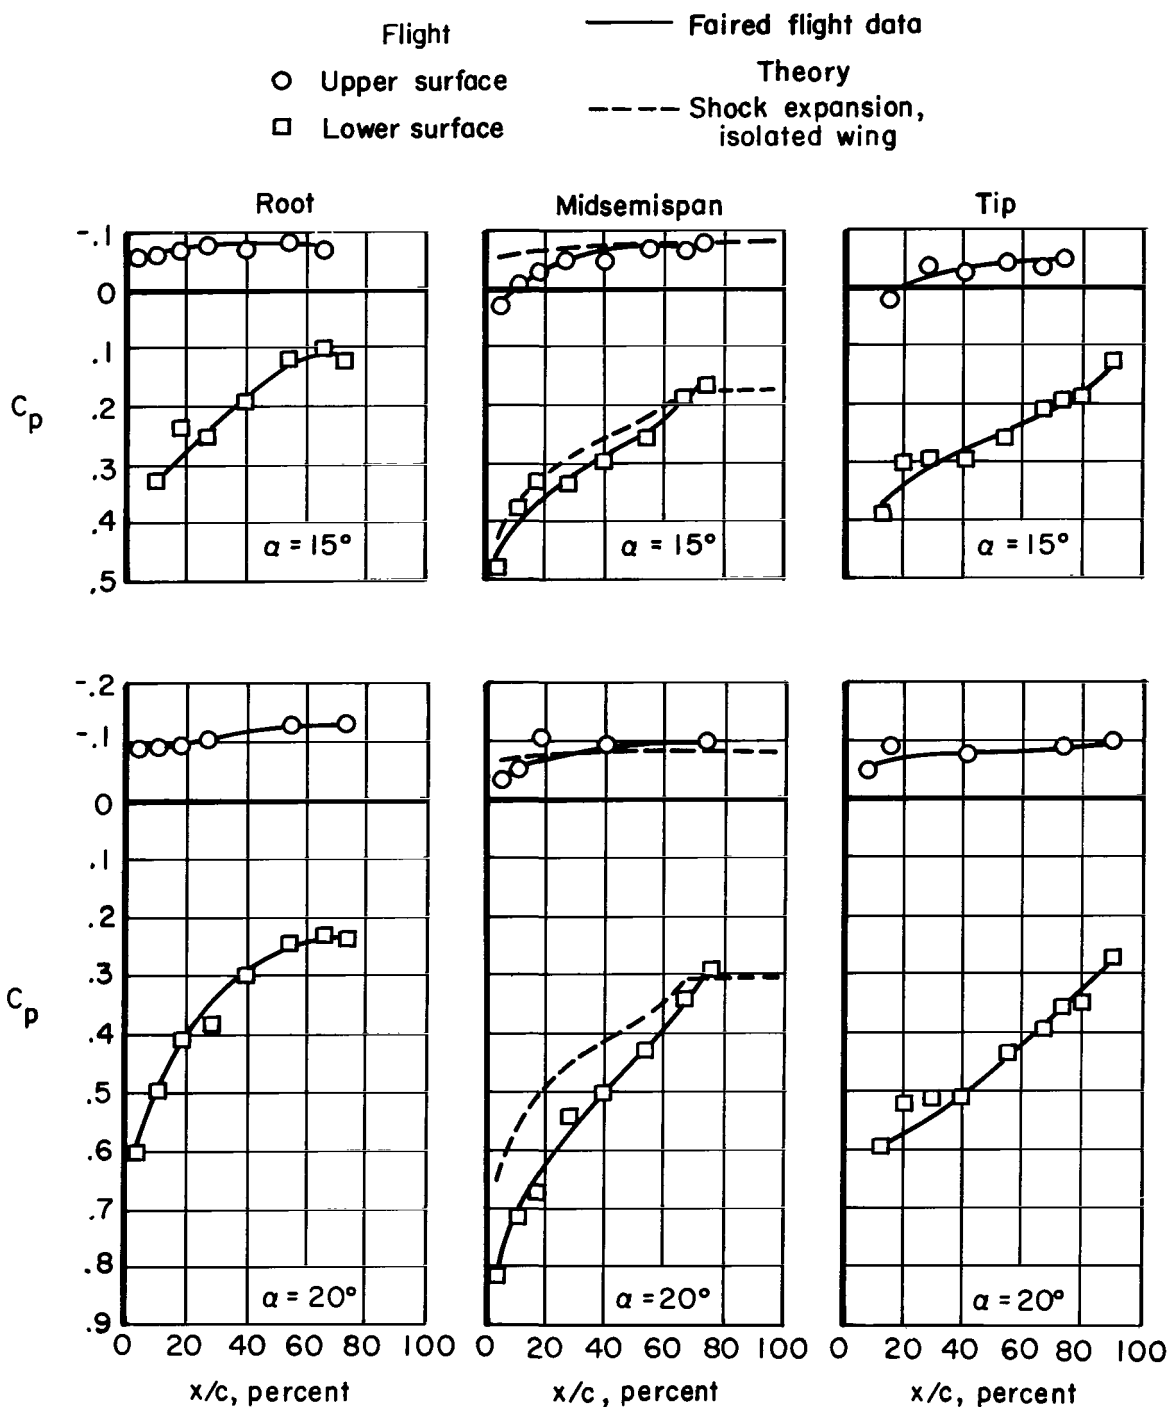 Flight
Upper surface
Lower surface
Faired flight data
Theory
Shock expansion,
isolated wing
Root
Midsemispan
Tip
-.1
0
.1
.2
.3
.4
.5
Cp
α = 15°
α = 15°
α = 15°
-.2
-.1
0
.1
.2
.3
.4
.5
.6
.7
.8
.9
Cp
α = 20°
α = 20°
α = 20°
0 20 40 60 80 100
0 20 40 60 80 100
0 20 40 60 80 100
x/c, percent
x/c, percent
x/c, percent